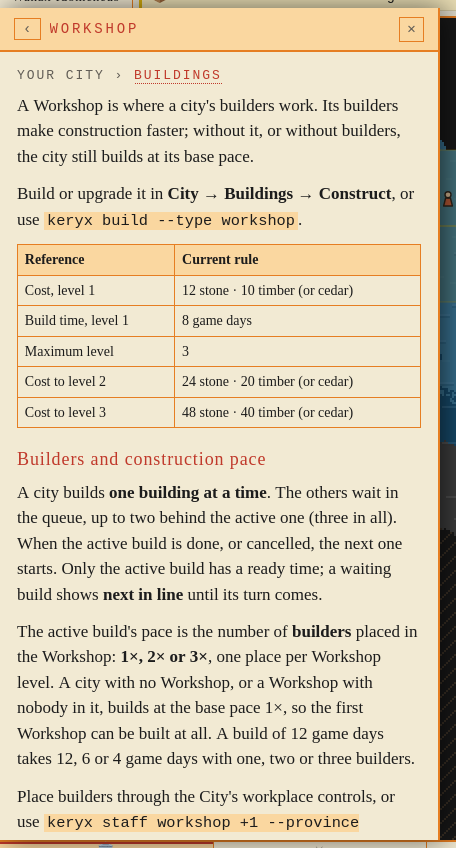 ‹ WORKSHOP ×
YOUR CITY › BUILDINGS
A Workshop is where a city's builders work. Its builders
make construction faster; without it, or without builders,
the city still builds at its base pace.
Build or upgrade it in City → Buildings → Construct, or
use keryx build --type workshop .
Reference Current rule
Cost, level 1 12 stone · 10 timber (or cedar)
Build time, level 1 8 game days
Maximum level 3
Cost to level 2 24 stone · 20 timber (or cedar)
Cost to level 3 48 stone · 40 timber (or cedar)
Builders and construction pace
A city builds one building at a time. The others wait in
the queue, up to two behind the active one (three in all).
When the active build is done, or cancelled, the next one
starts. Only the active build has a ready time; a waiting
build shows next in line until its turn comes.
The active build's pace is the number of builders placed in
the Workshop: 1×, 2× or 3×, one place per Workshop
level. A city with no Workshop, or a Workshop with
nobody in it, builds at the base pace 1×, so the first
Workshop can be built at all. A build of 12 game days
takes 12, 6 or 4 game days with one, two or three builders.
Place builders through the City's workplace controls, or
use keryx staff workshop +1 --province